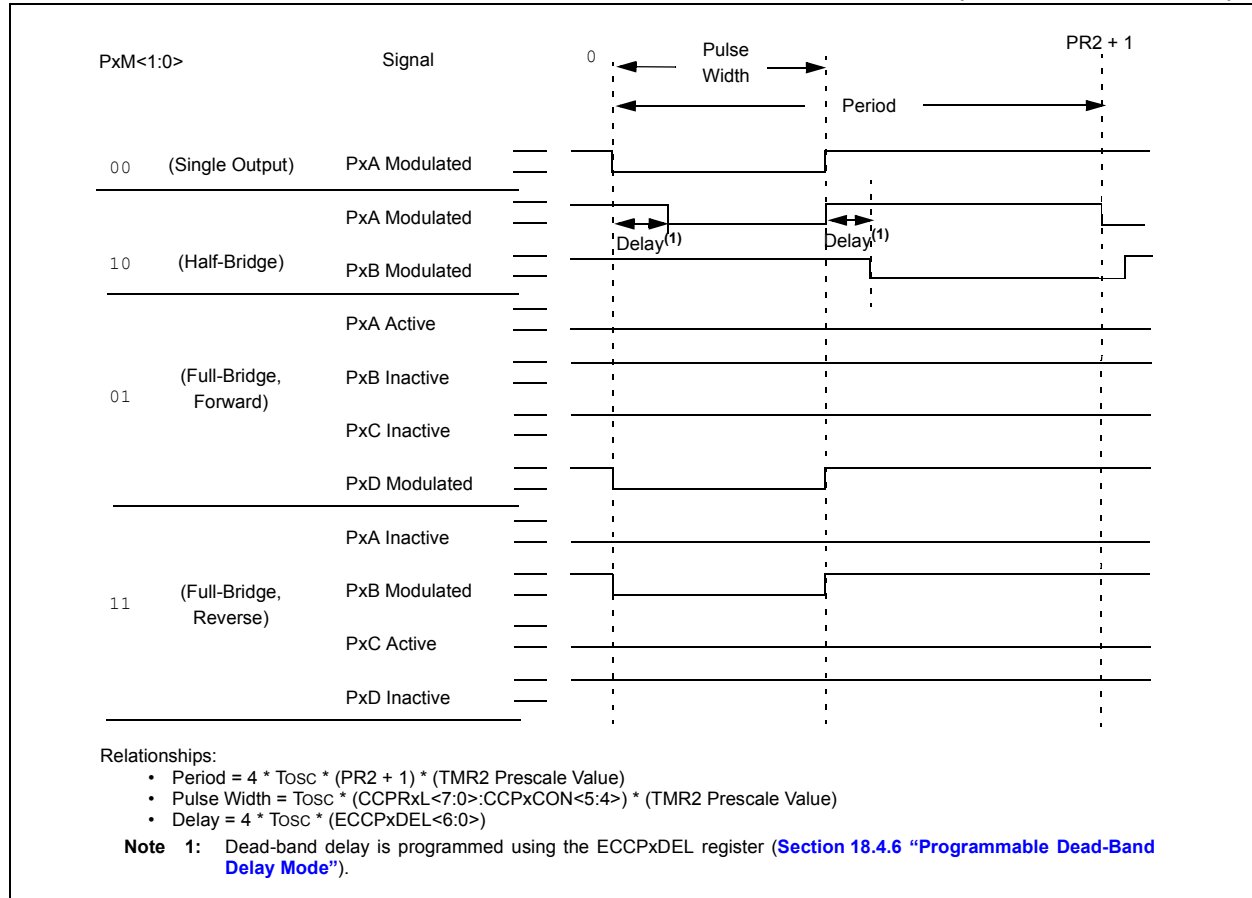 PxM<1:0> Signal 0 Pulse Width PR2 + 1
Period
00 (Single Output) PxA Modulated
PxA Modulated
Delay(1) Delay(1)
10 (Half-Bridge) PxB Modulated
PxA Active
01 (Full-Bridge, Forward) PxB Inactive
PxC Inactive
PxD Modulated
PxA Inactive
11 (Full-Bridge, Reverse) PxB Modulated
PxC Active
PxD Inactive
Relationships:
• Period = 4 * TOSC * (PR2 + 1) * (TMR2 Prescale Value)
• Pulse Width = TOSC * (CCPRxL<7:0>:CCPxCON<5:4>) * (TMR2 Prescale Value)
• Delay = 4 * TOSC * (ECCPxDEL<6:0>)
Note 1: Dead-band delay is programmed using the ECCPxDEL register (Section 18.4.6 “Programmable Dead-Band
Delay Mode”).